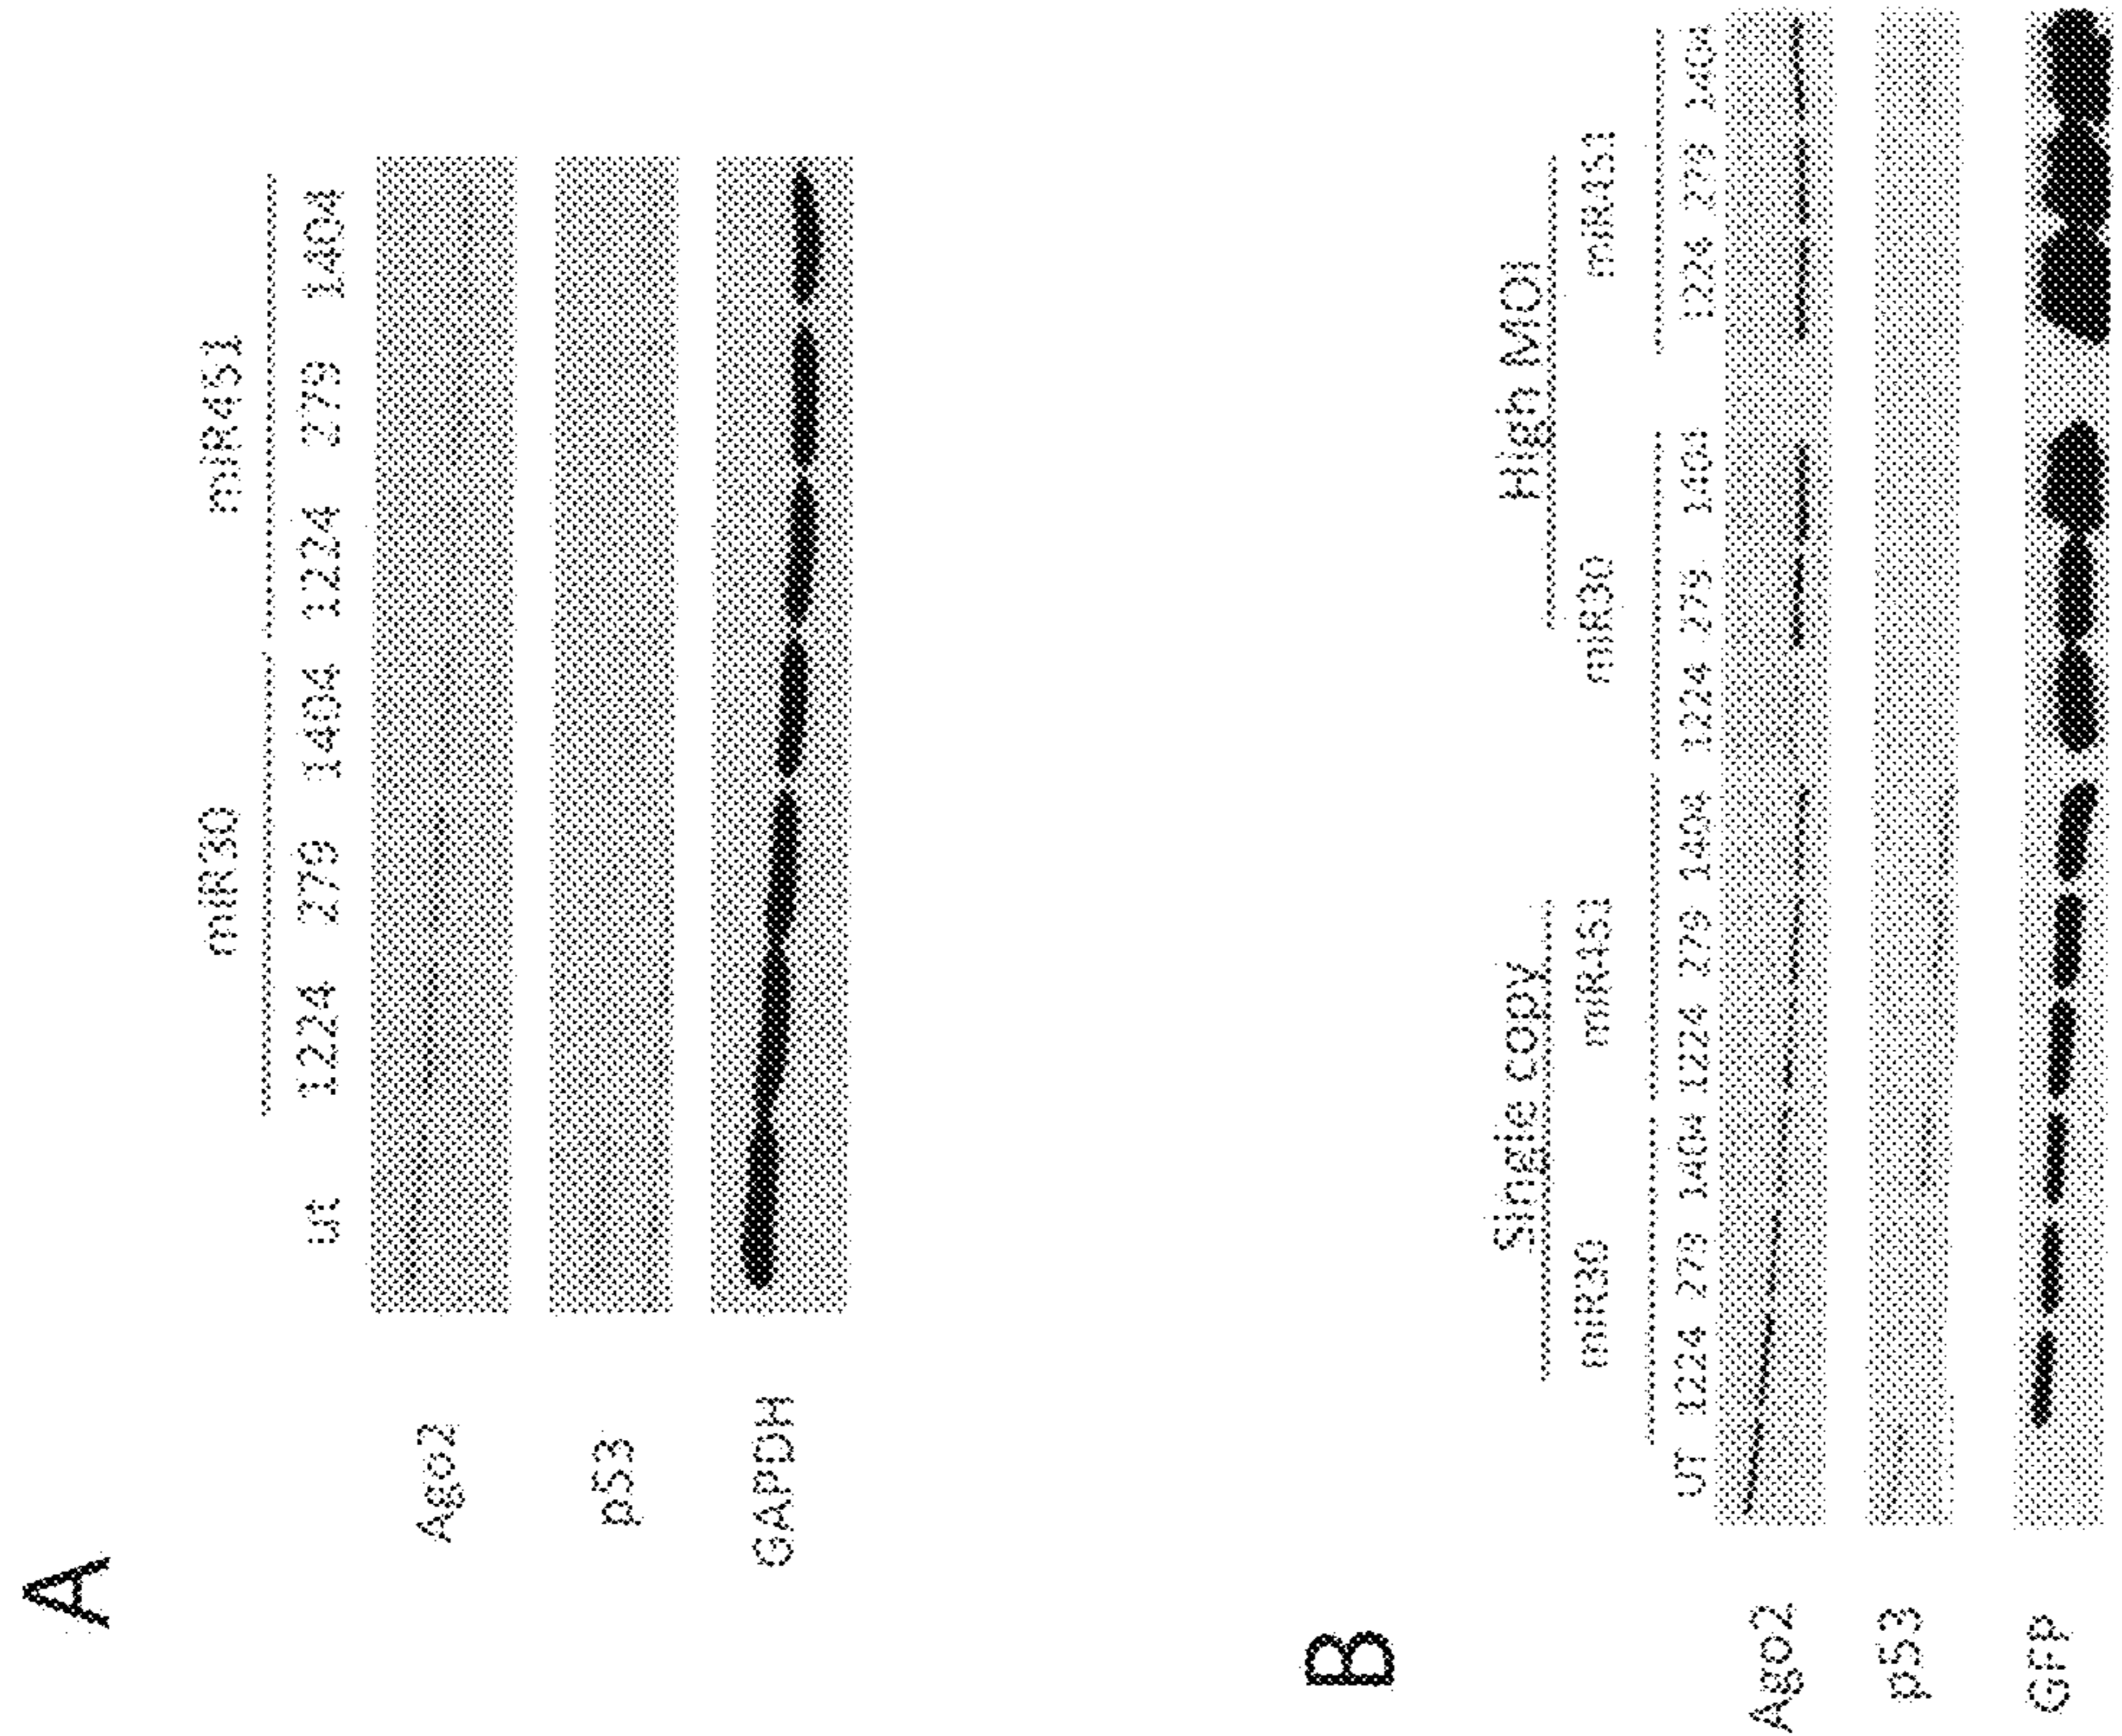 A
miR30 miR451
ut 1224 279 1404 1224 279 1404
Ago2
p53
GAPDH
B
Single copy High MOI
miR30 miR451 miR30 miR451
UT 1224 279 1404 1224 279 1404 1224 279 1404 1224 279 1404
Ago2
p53
GFP